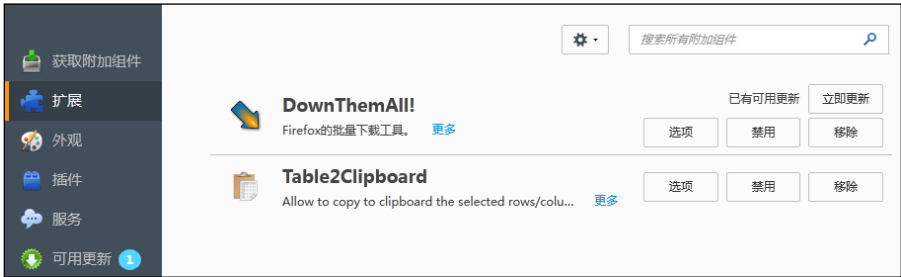 搜索所有附加组件
获取附加组件
扩展
外观
插件
服务
可用更新 1
DownThemAll!
Firefox的批量下载工具。 更多
已有可用更新 立即更新
选项 禁用 移除
Table2Clipboard
Allow to copy to clipboard the selected rows/colu... 更多
选项 禁用 移除